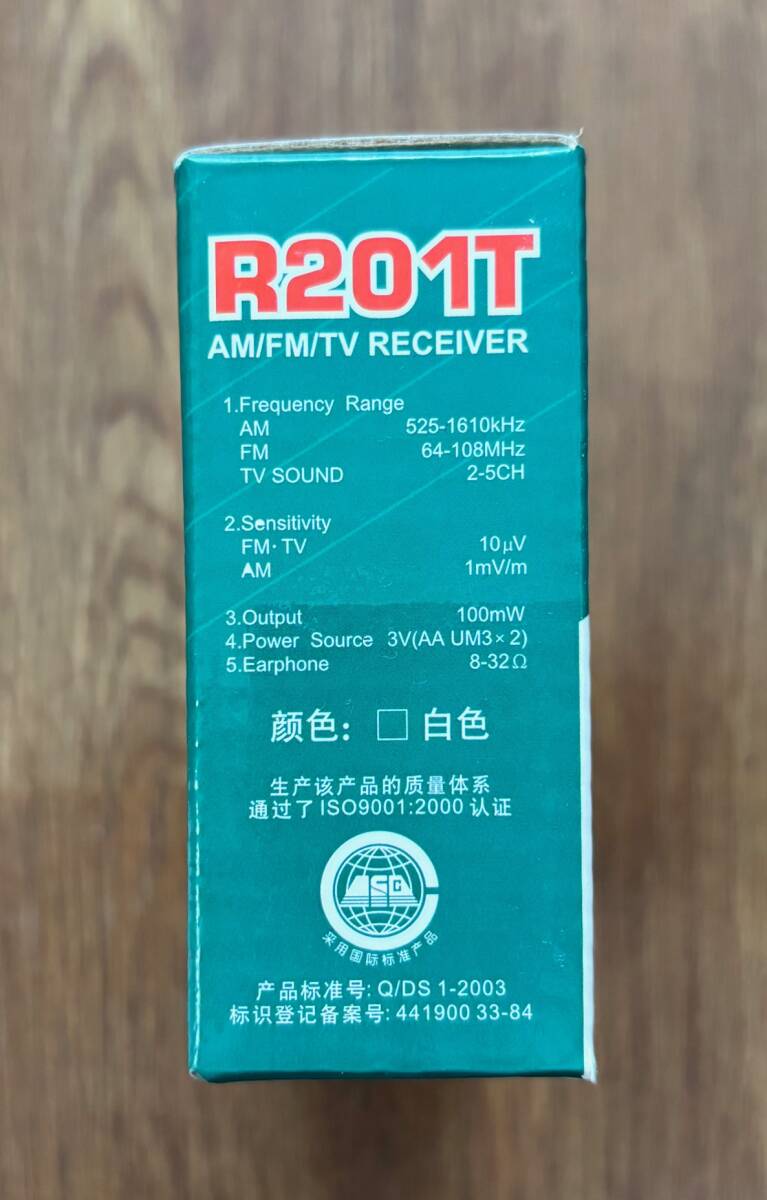 R201T
AM/FM/TV RECEIVER
1.Frequency Range
AM 525-1610kHz
FM 64-108MHz
TV SOUND 2-5CH
2.Sensitivity
FM·TV 10μV
AM 1mV/m
3.Output 100mW
4.Power Source 3V(AA UM3×2)
5.Earphone 8-32Ω
颜色: □ 白色
生产该产品的质量体系
通过了ISO9001:2000认证
采用国际标准产品
产品标准号: Q/DS 1-2003
标识登记备案号: 441900 33-84